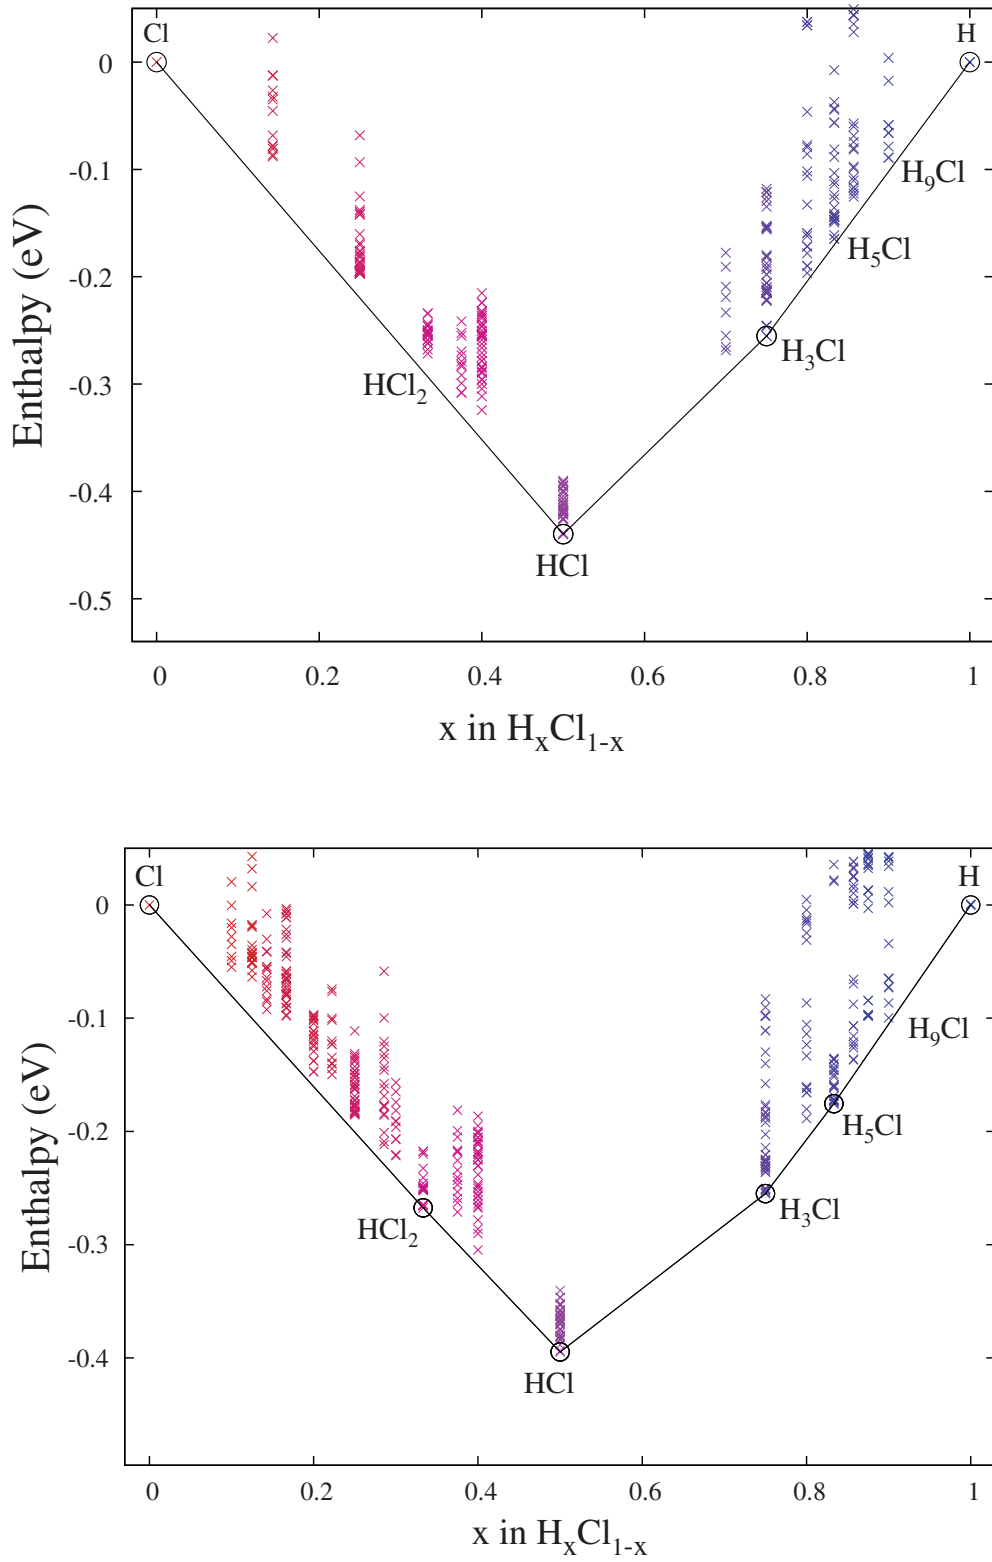 Cl
H
0
-0.1
H₉Cl
-0.2
H₅Cl
-0.3
HCl₂
H₃Cl
-0.4
HCl
-0.5
Enthalpy (eV)
0 0.2 0.4 0.6 0.8 1
x in HₓCl₁₋ₓ
Cl
H
0
-0.1
H₉Cl
-0.2
H₅Cl
HCl₂
H₃Cl
-0.3
-0.4
HCl
Enthalpy (eV)
0 0.2 0.4 0.6 0.8 1
x in HₓCl₁₋ₓ